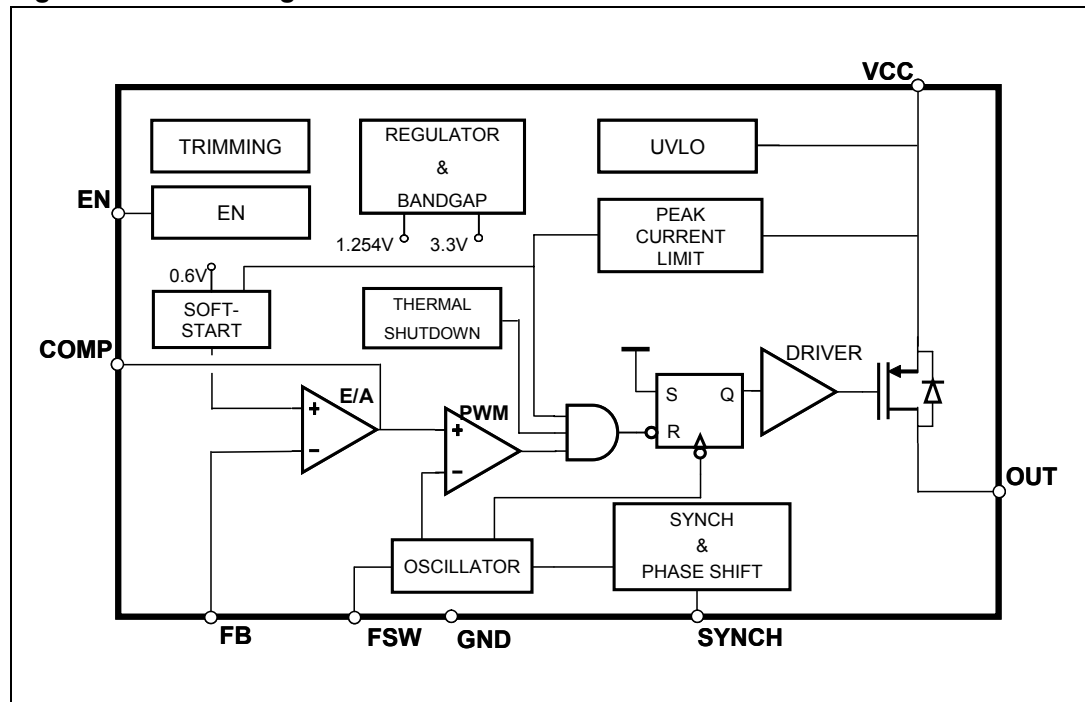 VCC
TRIMMING
REGULATOR
&
BANDGAP
UVLO
EN
EN
PEAK
CURRENT
LIMIT
1.254V
3.3V
0.6V
SOFT-
START
THERMAL
SHUTDOWN
COMP
DRIVER
E/A
PWM
S
Q
R
+
-
+
-
OUT
SYNCH
&
PHASE SHIFT
OSCILLATOR
FB
FSW
GND
SYNCH